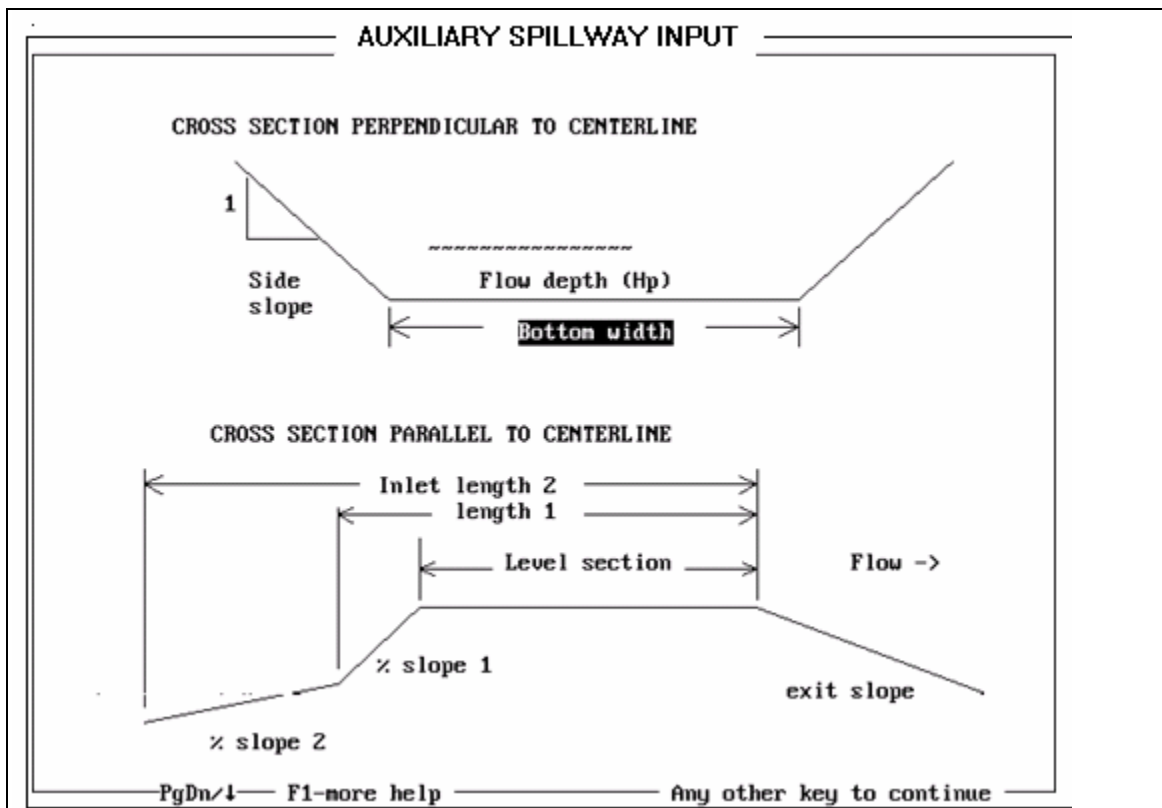 AUXILIARY SPILLWAY INPUT
CROSS SECTION PERPENDICULAR TO CENTERLINE
1
~~~~~~~~~~~~~~~~
Side
slope
Flow depth (Hp)
Bottom width
CROSS SECTION PARALLEL TO CENTERLINE
Inlet length 2
length 1
Level section
Flow ->
% slope 1
exit slope
% slope 2
PgDn/↓ F1-more help Any other key to continue